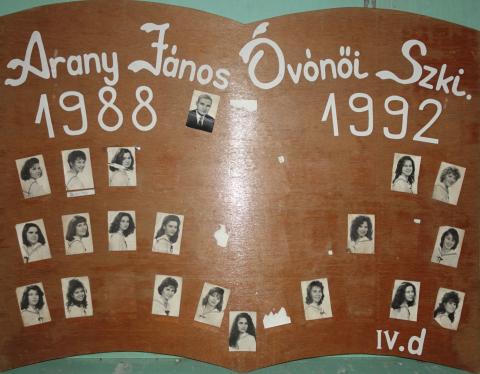 Arany János Óvónői Szki.
1988 1992
IV.d